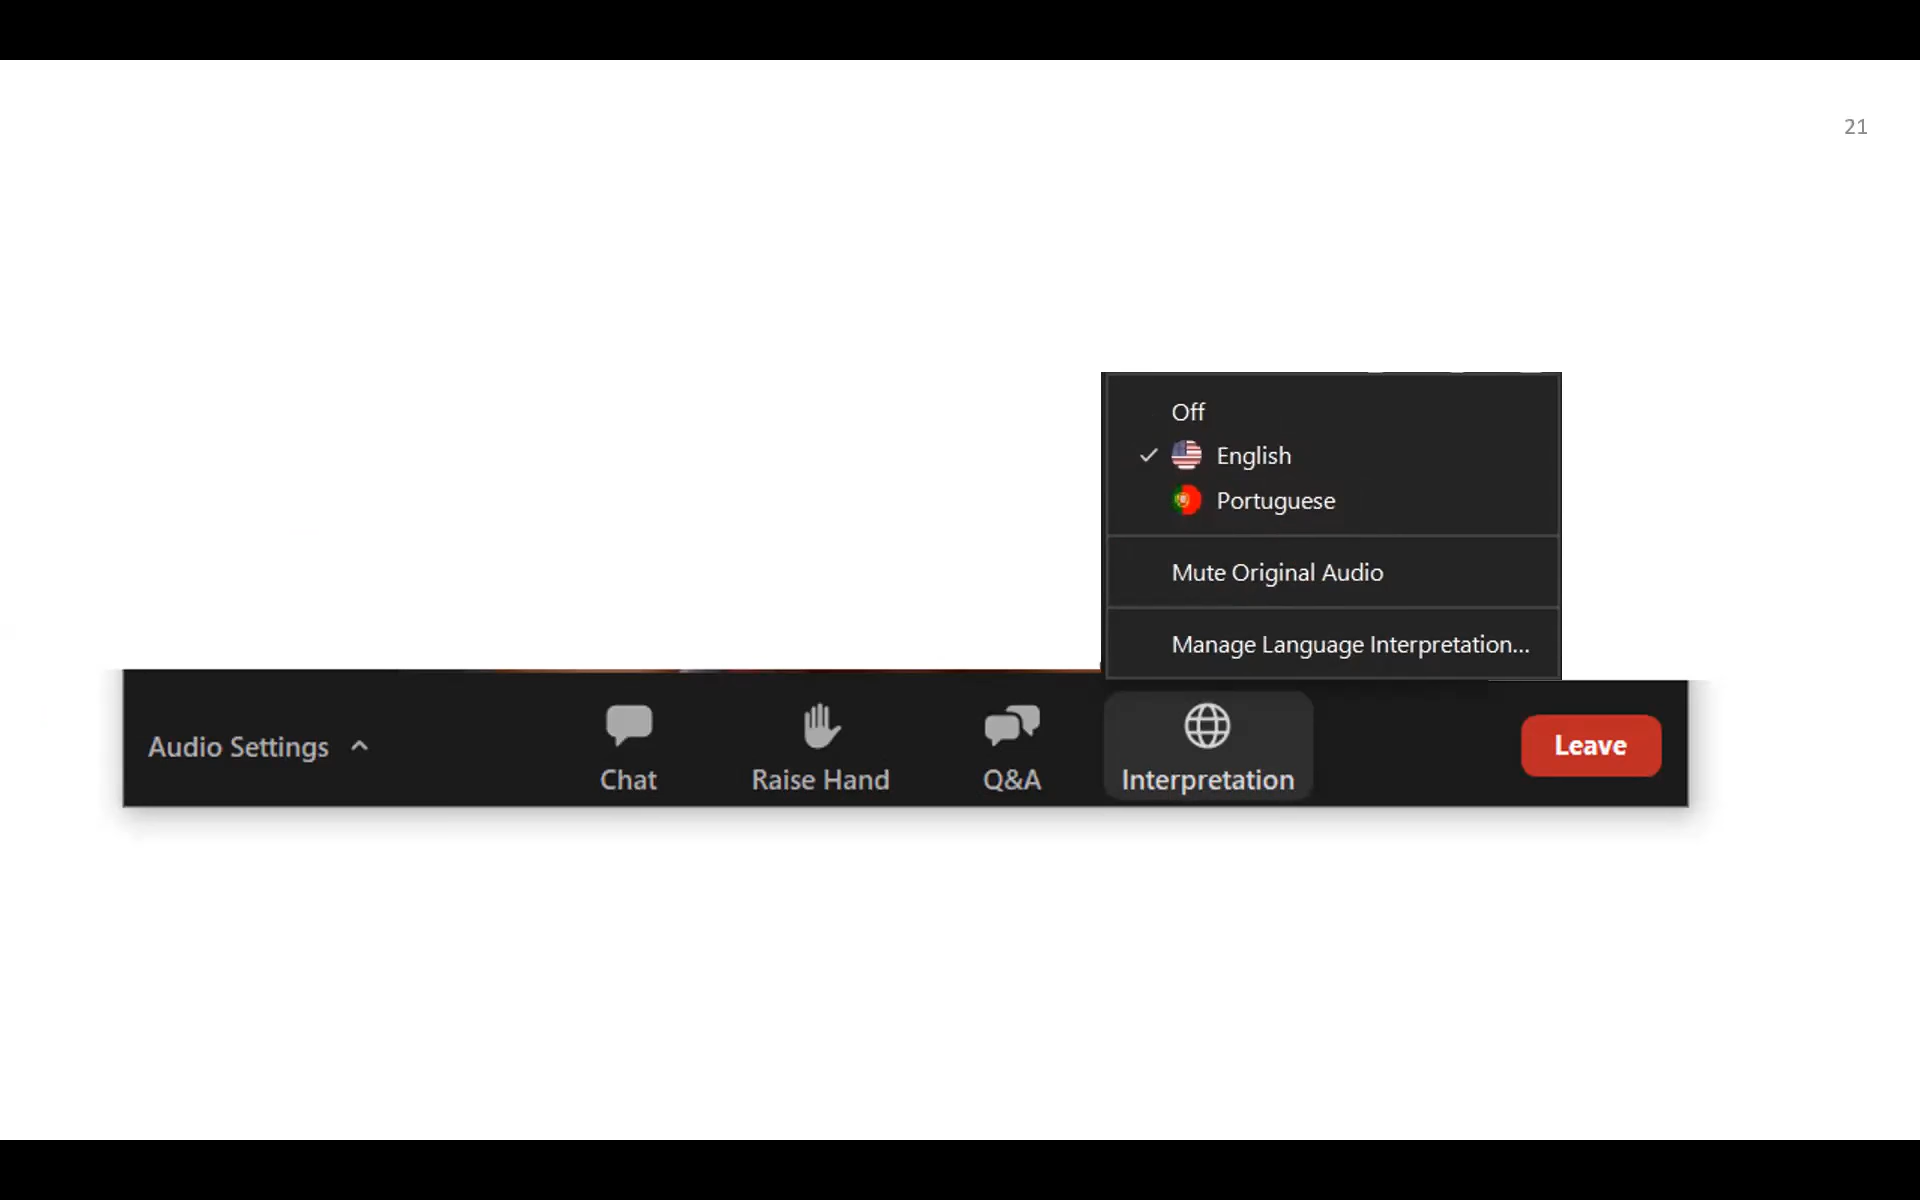 21
Off
English
Portuguese
Mute Original Audio
Manage Language Interpretation...
Audio Settings
Chat
Raise Hand
Q&A
Interpretation
Leave